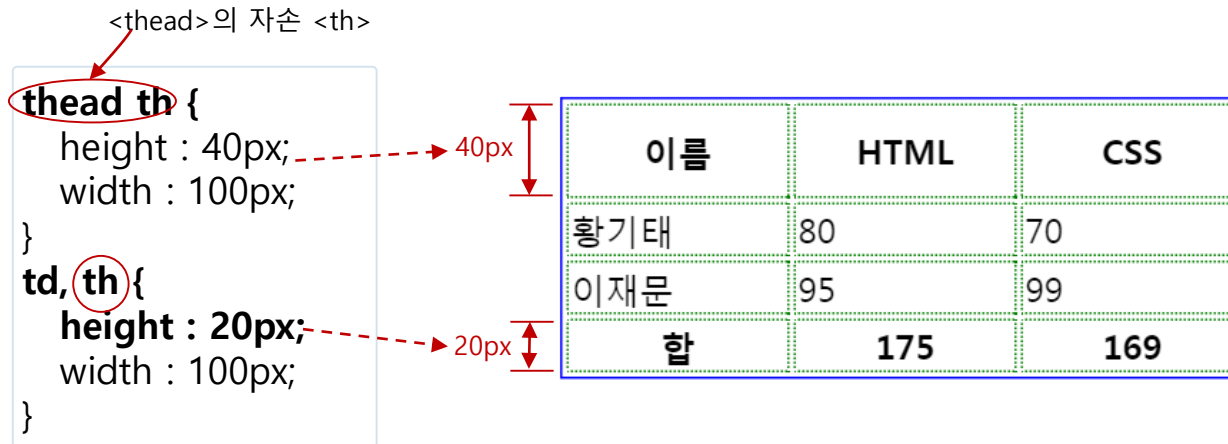 <thead>의 자손 <th>
thead th {
height : 40px;
width : 100px;
}
td, th {
height : 20px;
width : 100px;
}
40px
20px
이름 HTML CSS
황기태 80 70
이재문 95 99
합 175 169